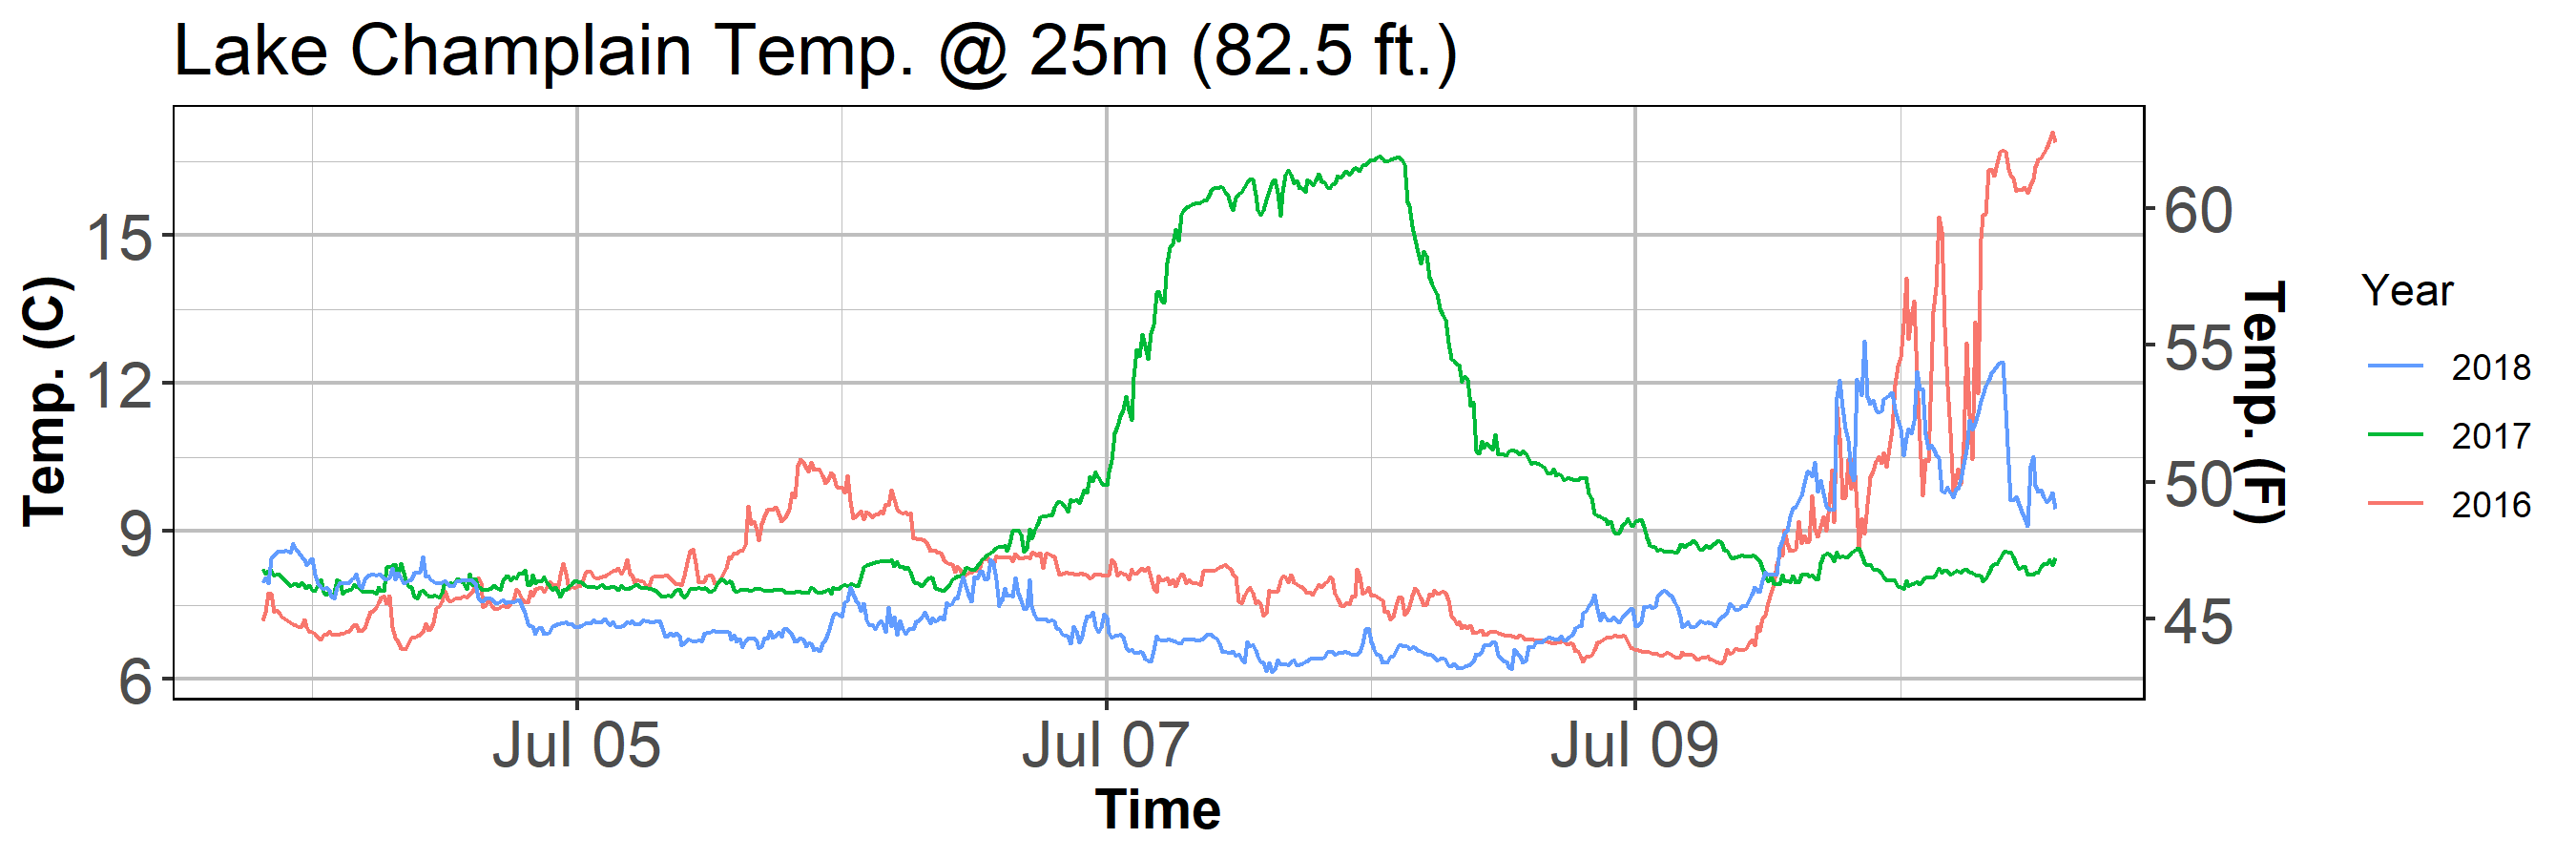 Lake Champlain Temp. @ 25m (82.5 ft.)
Temp. (C)
15
12
9
6
60
55
50
45
Temp. (F)
Jul 05
Jul 07
Jul 09
Time
Year
2018
2017
2016